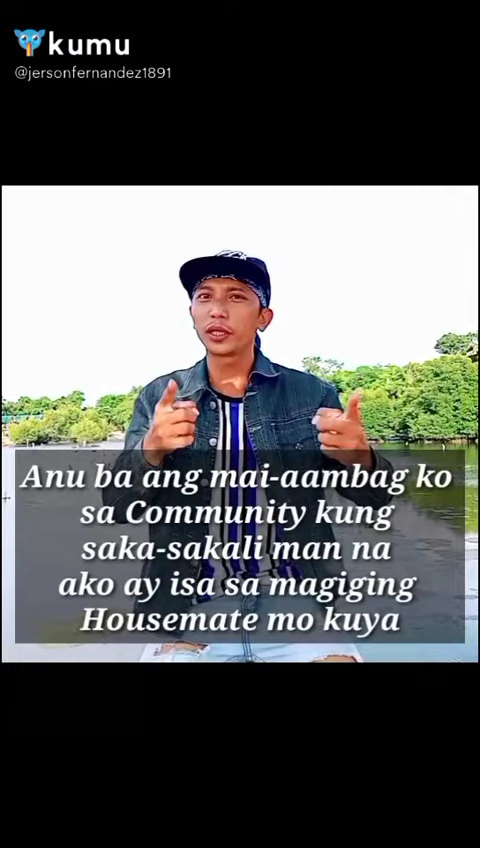 kumu
@jersonfernandez1891
Anu ba ang mai-aambag ko
sa Community kung
saka-sakali man na
ako ay isa sa magiging
Housemate mo kuya